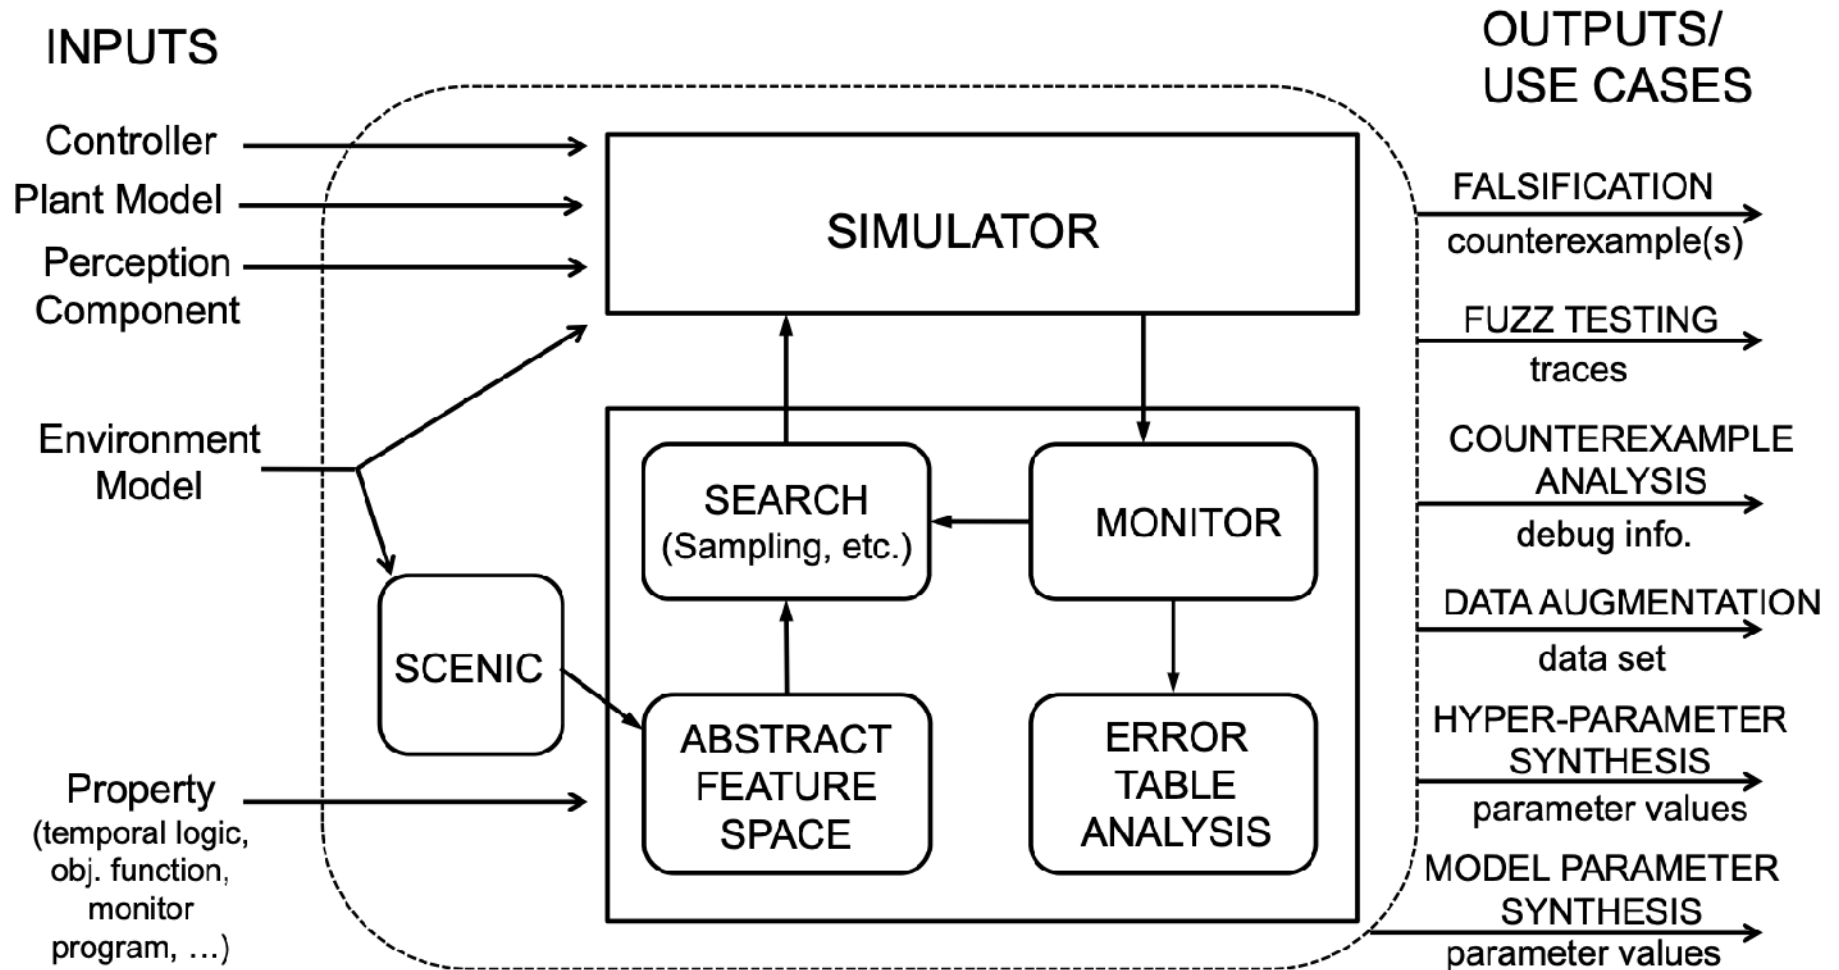 INPUTS
Controller
Plant Model
Perception
Component
Environment
Model
Property
(temporal logic,
obj. function,
monitor
program, ...)
SIMULATOR
SEARCH
(Sampling, etc.)
MONITOR
SCENIC
ABSTRACT
FEATURE
SPACE
ERROR
TABLE
ANALYSIS
OUTPUTS/
USE CASES
FALSIFICATION
counterexample(s)
FUZZ TESTING
traces
COUNTEREXAMPLE
ANALYSIS
debug info.
DATA AUGMENTATION
data set
HYPER-PARAMETER
SYNTHESIS
parameter values
MODEL PARAMETER
SYNTHESIS
parameter values